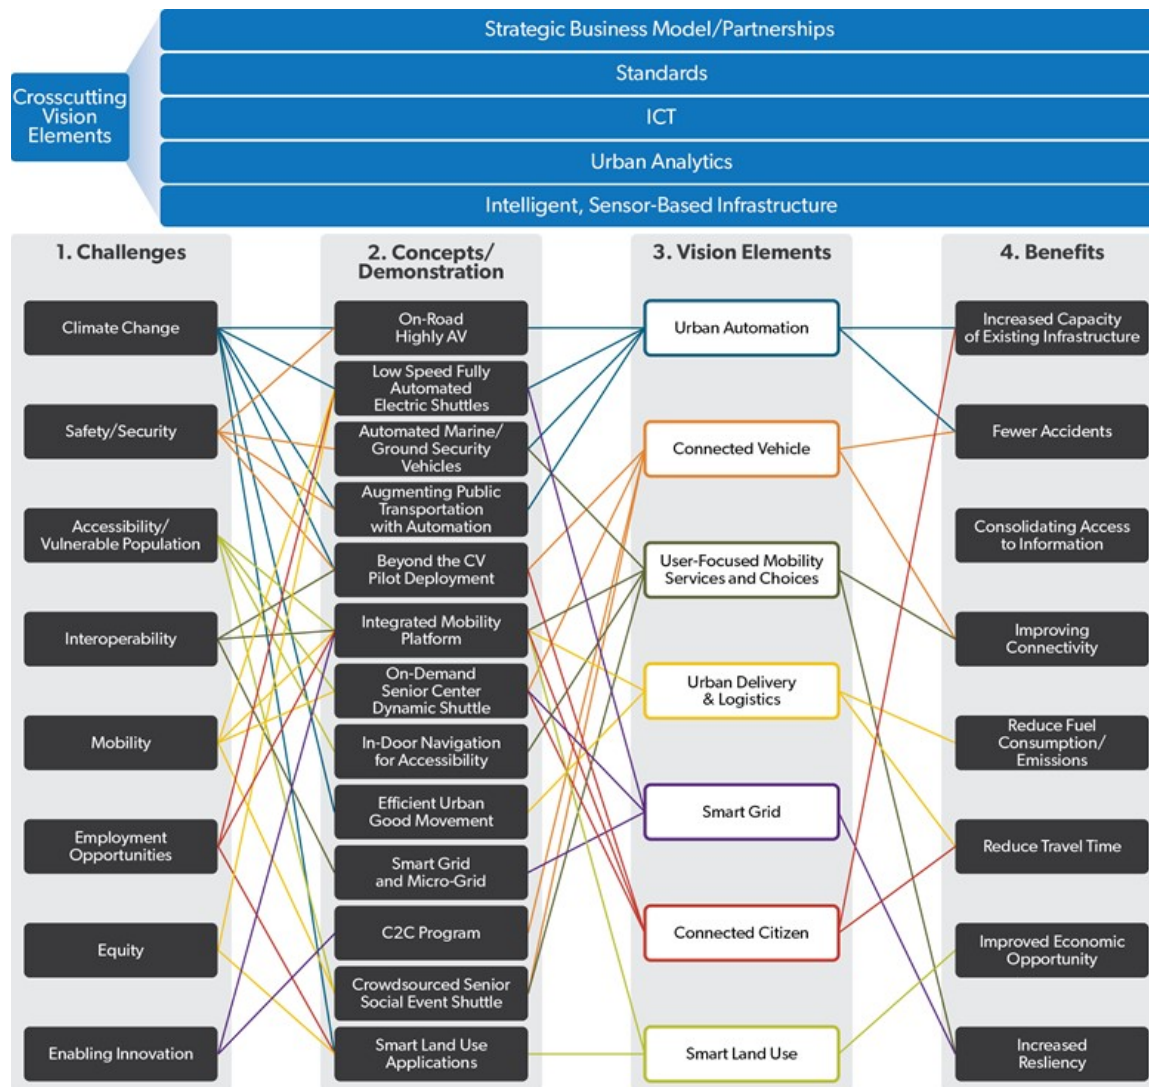 Strategic Business Model/Partnerships
Standards
Crosscutting
Vision
Elements
ICT
Urban Analytics
Intelligent, Sensor-Based Infrastructure
1. Challenges
Climate Change
Safety/Security
Accessibility/
Vulnerable Population
Interoperability
Mobility
Employment
Opportunities
Equity
Enabling Innovation
2. Concepts/
Demonstration
On-Road
Highly AV
Low Speed Fully
Automated
Electric Shuttles
Automated Marine/
Ground Security
Vehicles
Augmenting Public
Transportation
with Automation
Beyond the CV
Pilot Deployment
Integrated Mobility
Platform
On-Demand
Senior Center
Dynamic Shuttle
In-Door Navigation
for Accessibility
Efficient Urban
Good Movement
Smart Grid
and Micro-Grid
C2C Program
Crowdsourced Senior
Social Event Shuttle
Smart Land Use
Applications
3. Vision Elements
Urban Automation
Connected Vehicle
User-Focused Mobility
Services and Choices
Urban Delivery
& Logistics
Smart Grid
Connected Citizen
Smart Land Use
4. Benefits
Increased Capacity
of Existing Infrastructure
Fewer Accidents
Consolidating Access
to Information
Improving
Connectivity
Reduce Fuel
Consumption/
Emissions
Reduce Travel Time
Improved Economic
Opportunity
Increased
Resliency